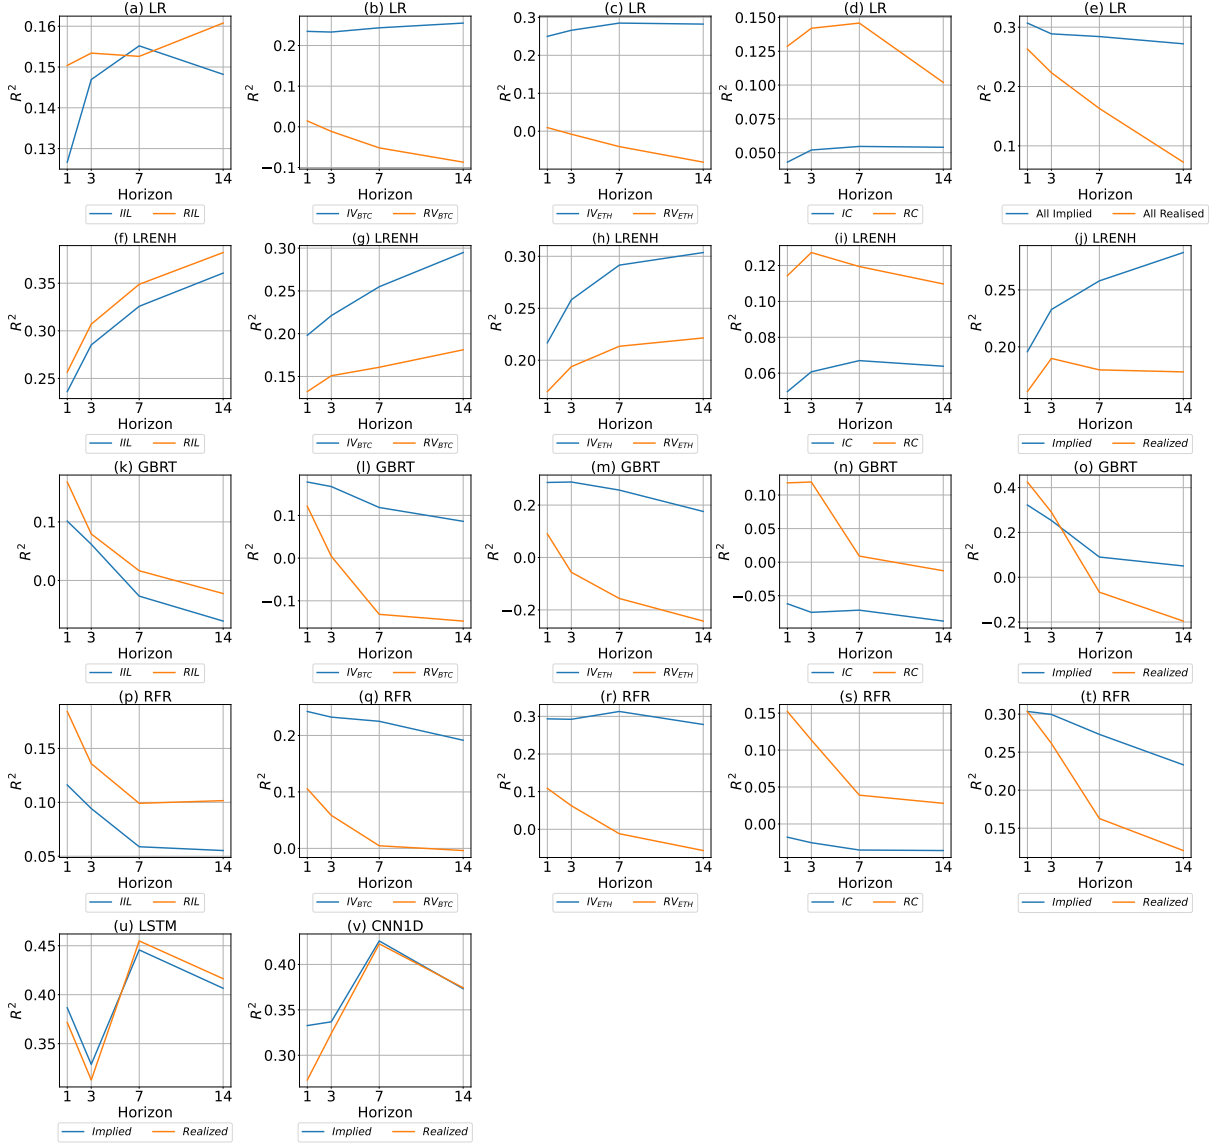 (a) LR (b) LR (c) LR (d) LR (e) LR
0.16 0.15 0.14 0.13 R² 1 3 7 14 Horizon IIL RIL
0.2 0.1 0.0 −0.1 R² 1 3 7 14 Horizon IV_BTC RV_BTC
0.3 0.2 0.1 0.0 R² 1 3 7 14 Horizon IV_ETH RV_ETH
0.150 0.125 0.100 0.075 0.050 R² 1 3 7 14 Horizon IC RC
0.3 0.2 0.1 R² 1 3 7 14 Horizon All Implied All Realised
(f) LRENH (g) LRENH (h) LRENH (i) LRENH (j) LRENH
0.35 0.30 0.25 R² 1 3 7 14 Horizon IIL RIL
0.30 0.25 0.20 0.15 R² 1 3 7 14 Horizon IV_BTC RV_BTC
0.30 0.25 0.20 R² 1 3 7 14 Horizon IV_ETH RV_ETH
0.12 0.10 0.08 0.06 R² 1 3 7 14 Horizon IC RC
0.25 0.20 R² 1 3 7 14 Horizon Implied Realized
(k) GBRT (l) GBRT (m) GBRT (n) GBRT (o) GBRT
0.1 0.0 R² 1 3 7 14 Horizon IIL RIL
0.1 0.0 −0.1 R² 1 3 7 14 Horizon IV_BTC RV_BTC
0.2 0.0 −0.2 R² 1 3 7 14 Horizon IV_ETH RV_ETH
0.10 0.05 0.00 −0.05 R² 1 3 7 14 Horizon IC RC
0.4 0.2 0.0 −0.2 R² 1 3 7 14 Horizon Implied Realized
(p) RFR (q) RFR (r) RFR (s) RFR (t) RFR
0.15 0.10 0.05 R² 1 3 7 14 Horizon IIL RIL
0.2 0.1 0.0 R² 1 3 7 14 Horizon IV_BTC RV_BTC
0.3 0.2 0.1 0.0 R² 1 3 7 14 Horizon IV_ETH RV_ETH
0.15 0.10 0.05 0.00 R² 1 3 7 14 Horizon IC RC
0.30 0.25 0.20 0.15 R² 1 3 7 14 Horizon Implied Realized
(u) LSTM (v) CNN1D
0.45 0.40 0.35 R² 1 3 7 14 Horizon Implied Realized
0.40 0.35 0.30 R² 1 3 7 14 Horizon Implied Realized